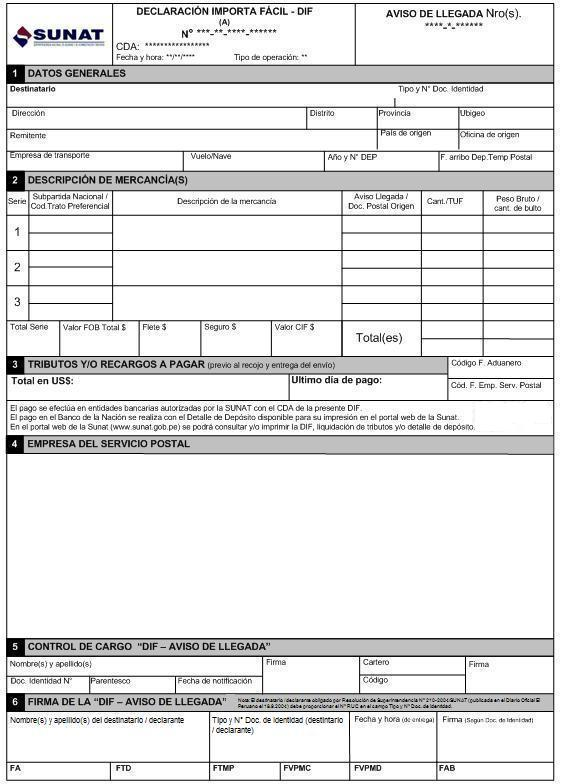 SUNAT
DECLARACIÓN IMPORTA FÁCIL - DIF
(A)
N° ***-**-****-******
CDA: *****************
Fecha y hora: **/**/**** Tipo de operación: **
AVISO DE LLEGADA Nro(s).
****-*-******
1 DATOS GENERALES
Destinatario Tipo y N° Doc. Identidad
Dirección Distrito Provincia Ubigeo
Remitente País de origen Oficina de origen
Empresa de transporte Vuelo/Nave Año y N° DEP F. arribo Dep.Temp Postal
2 DESCRIPCIÓN DE MERCANCÍA(S)
Serie Subpartida Nacional / Cod.Trato Preferencial Descripción de la mercancía Aviso Llegada / Doc. Postal Origen Cant./TUF Peso Bruto / cant. de bulto
1
2
3
Total Serie Valor FOB Total $ Flete $ Seguro $ Valor CIF $ Total(es)
3 TRIBUTOS Y/O RECARGOS A PAGAR (previo al recojo y entrega del envío) Código F. Aduanero
Total en US$: Ultimo día de pago: Cód. F. Emp. Serv. Postal
El pago se efectúa en entidades bancarias autorizadas por la SUNAT con el CDA de la presente DIF.
El pago en el Banco de la Nación se realiza con el Detalle de Depósito disponible para su impresión en el portal web de la Sunat.
En el portal web de la Sunat (www.sunat.gob.pe) se podrá consultar y/o imprimir la DIF, liquidación de tributos y/o detalle de depósito.
4 EMPRESA DEL SERVICIO POSTAL
5 CONTROL DE CARGO “DIF – AVISO DE LLEGADA”
Nombre(s) y apellido(s) Firma Cartero Firma
Doc. Identidad N° Parentesco Fecha de notificación Código
6 FIRMA DE LA “DIF – AVISO DE LLEGADA” Nota: El destinatario /declarante obligado por Resolución de Superintendencia N° 210-2004/SUNAT (publicada en el Diario Oficial El
Peruano el 18.9.2004) debe proporcionar el N° RUC en el campo Tipo y N° Doc. de Identidad.
Nombre(s) y apellido(s) del destinatario / declarante Tipo y N° Doc. de Identidad (destintario / declarante) Fecha y hora (de entrega) Firma (Según Doc. de Identidad)
FA FTD FTMP FVPMC FVPMD FAB